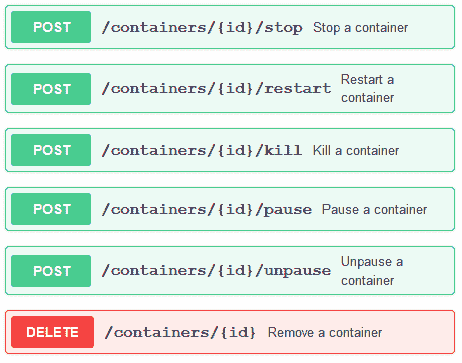 POST /containers/{id}/stop Stop a container
POST /containers/{id}/restart Restart a
container
POST /containers/{id}/kill Kill a container
POST /containers/{id}/pause Pause a container
POST /containers/{id}/unpause Unpause a
container
DELETE /containers/{id} Remove a container